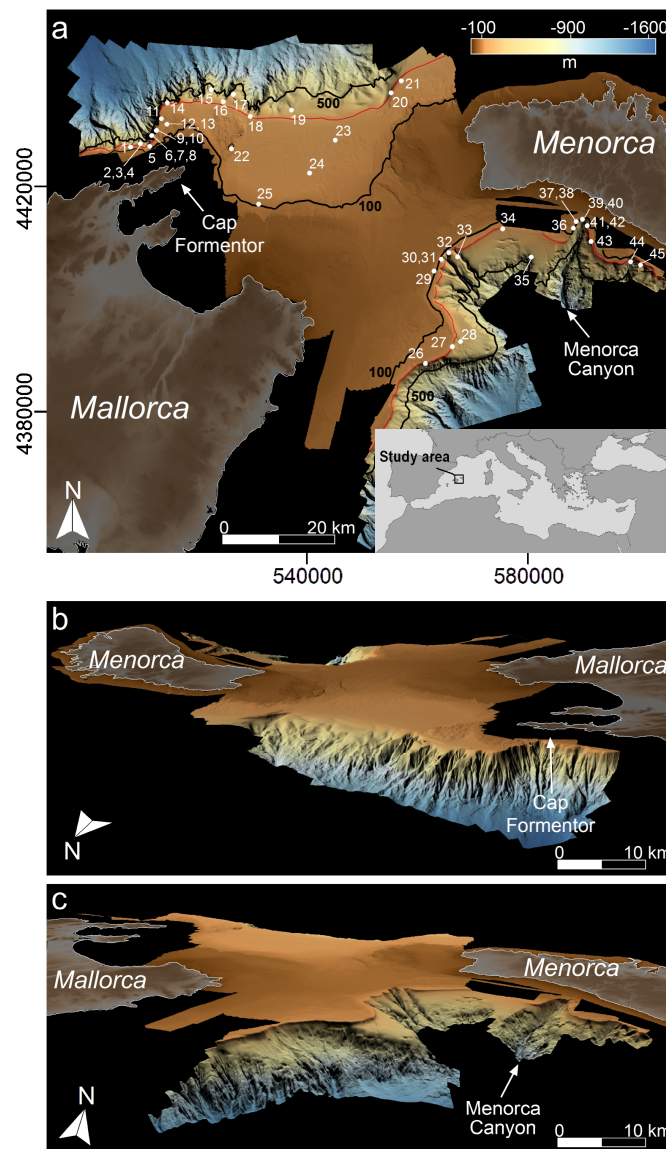 a
-100 -900 -1600
m
500
21
20
15
16
17
14
11
12,13
18
19
23
1
9,10
5
6,7,8
2,3,4
22
24
25
100
Menorca
4420000
Cap
Formentor
37,38
39,40
34
36
41,42
32
33
43
30,31
44
45
29
35
28
27
26
100
500
Menorca
Canyon
Mallorca
4380000
Study area
N
0 20 km
540000 580000
b
Menorca
Mallorca
Cap
Formentor
N
0 10 km
c
Mallorca
Menorca
Menorca
Canyon
N
0 10 km